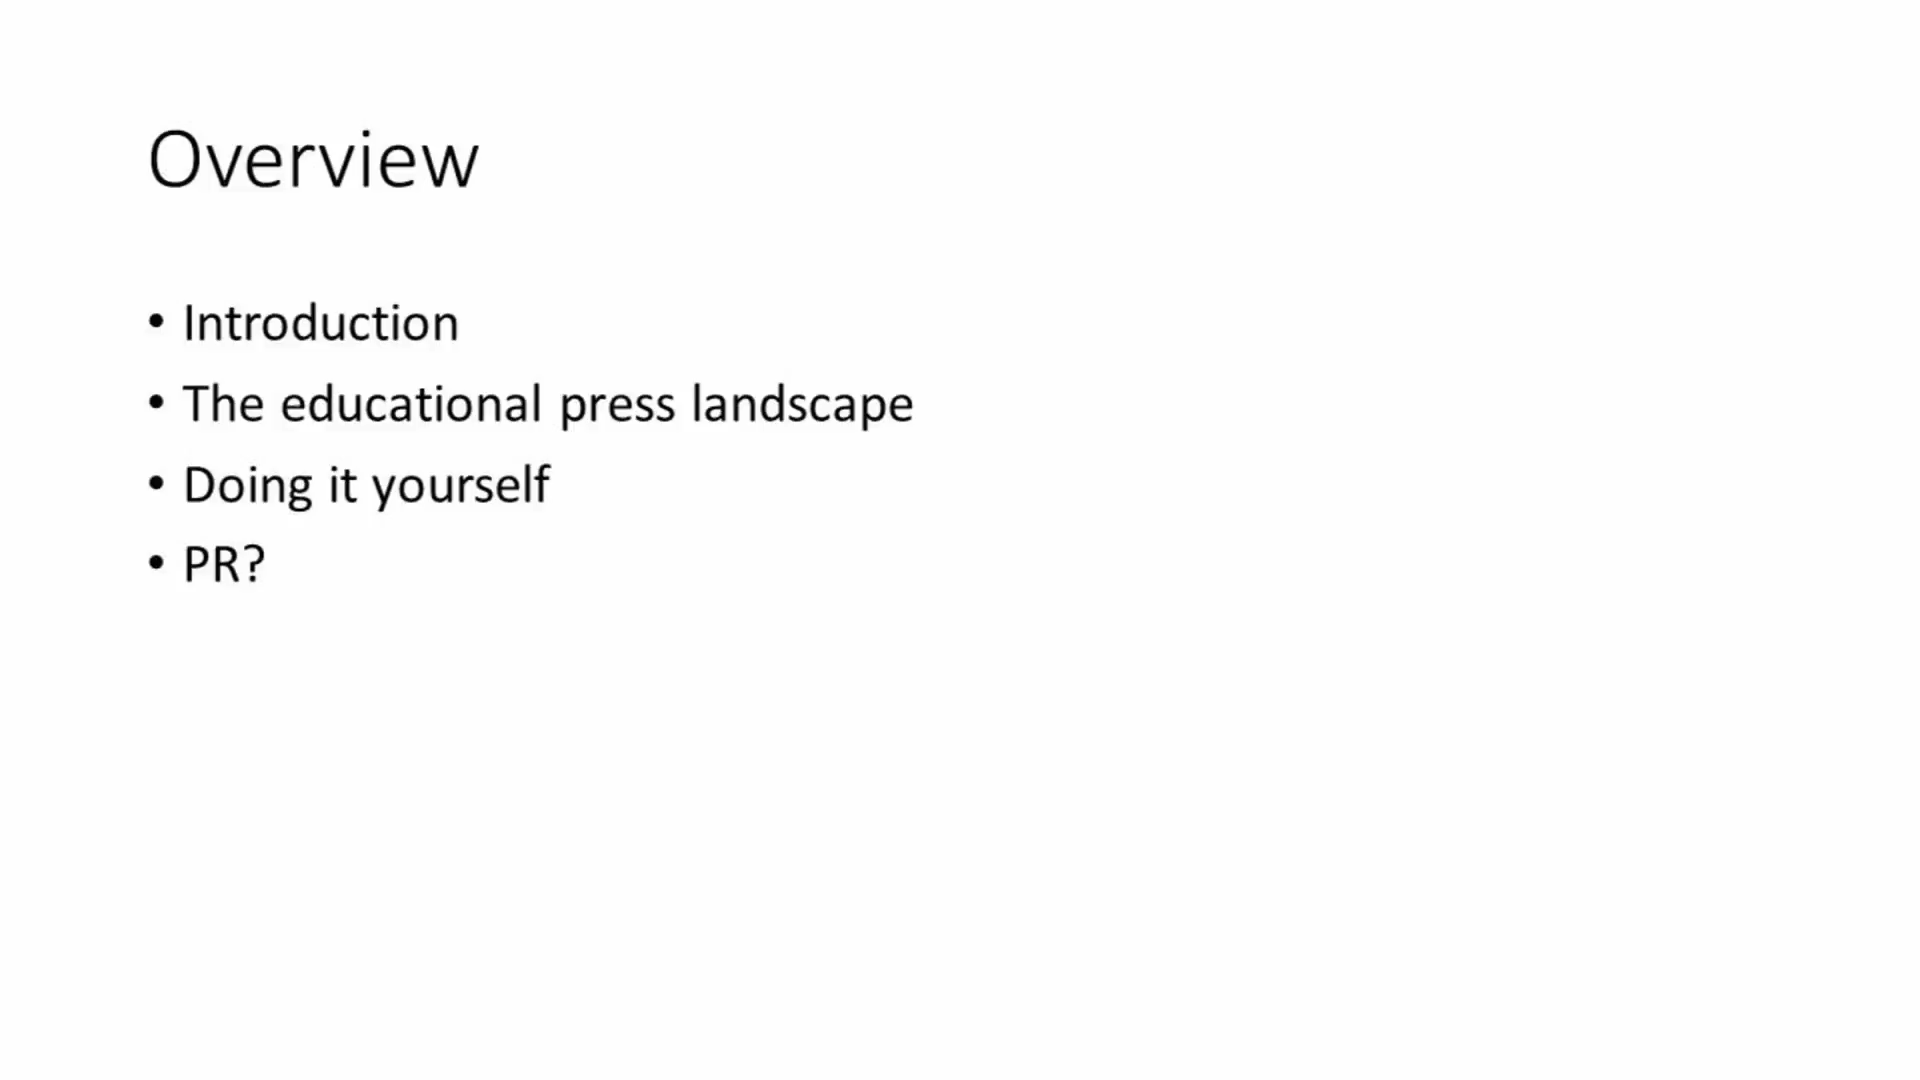 Overview
• Introduction
• The educational press landscape
• Doing it yourself
• PR?